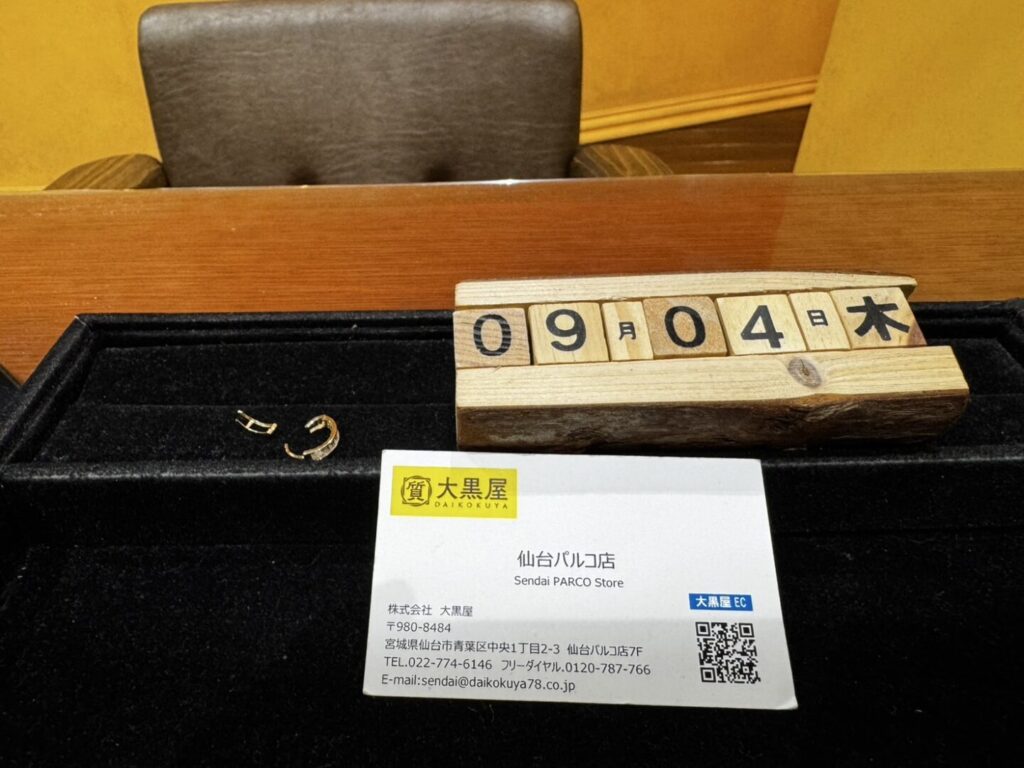 09月04日木
質 大黒屋
DAIKOKUYA
仙台パルコ店
Sendai PARCO Store
大黒屋 EC
株式会社 大黒屋
〒980-8484
宮城県仙台市青葉区中央1丁目2-3 仙台パルコ店7F
TEL.022-774-6146 フリーダイヤル.0120-787-766
E-mail:sendai@daikokuya78.co.jp